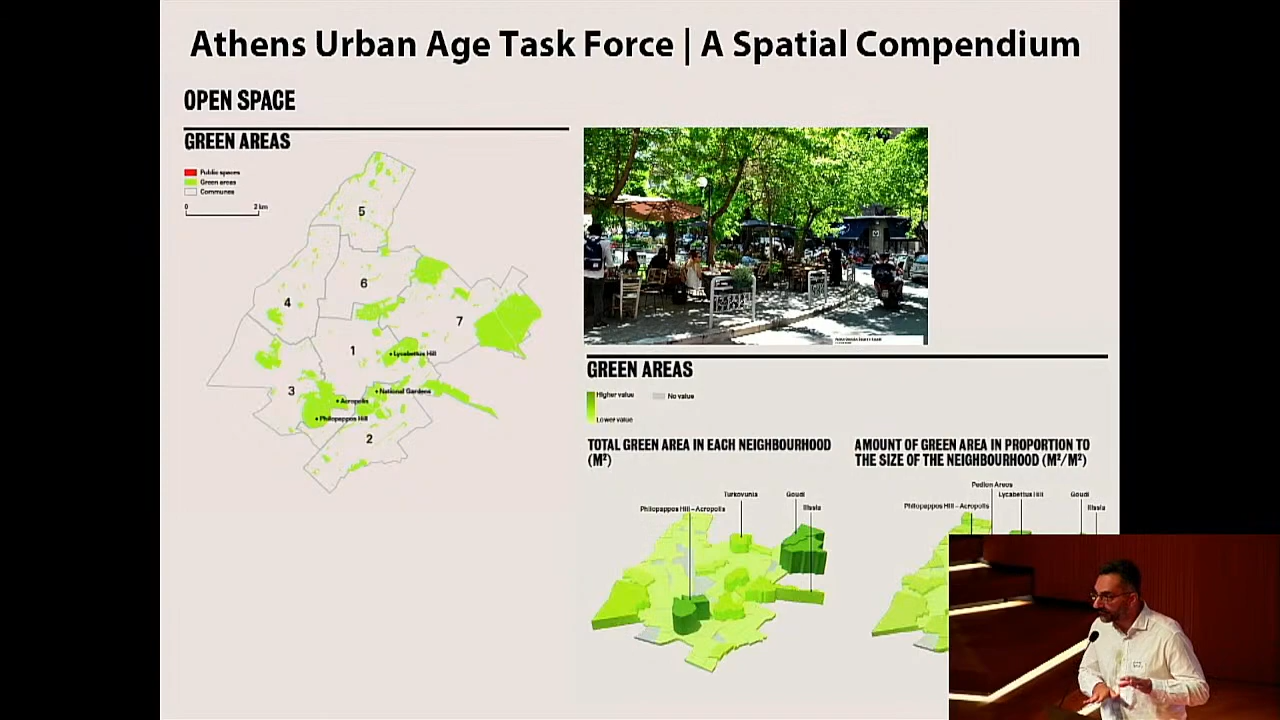 Athens Urban Age Task Force | A Spatial Compendium
OPEN SPACE
GREEN AREAS
Public spaces
Green areas
Communes
0 2 km
5
6
4
7
1
Lycabettus Hill
3
National Gardens
Acropolis
Philopappos Hill
2
GREEN AREAS
Higher value
No value
Lower value
TOTAL GREEN AREA IN EACH NEIGHBOURHOOD
(M²)
Turkovunia
Goudi
Philopappos Hill–Acropolis
Ilissia
AMOUNT OF GREEN AREA IN PROPORTION TO
THE SIZE OF THE NEIGHBOURHOOD (M²/M²)
Pedion Areos
Lycabettus Hill
Goudi
Philopappos Hill–Acropolis
Ilissia